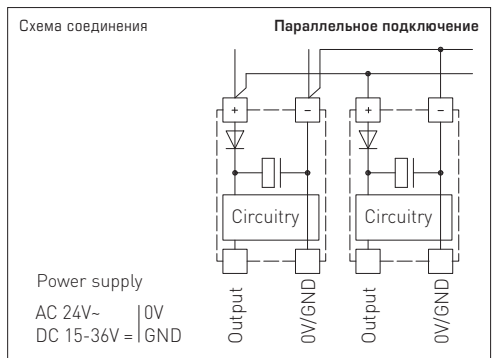 Схема соединения
Параллельное подключение
+ − + −
Circuitry Circuitry
Output 0V/GND Output 0V/GND
Power supply
AC 24V~ | 0V
DC 15-36V = | GND